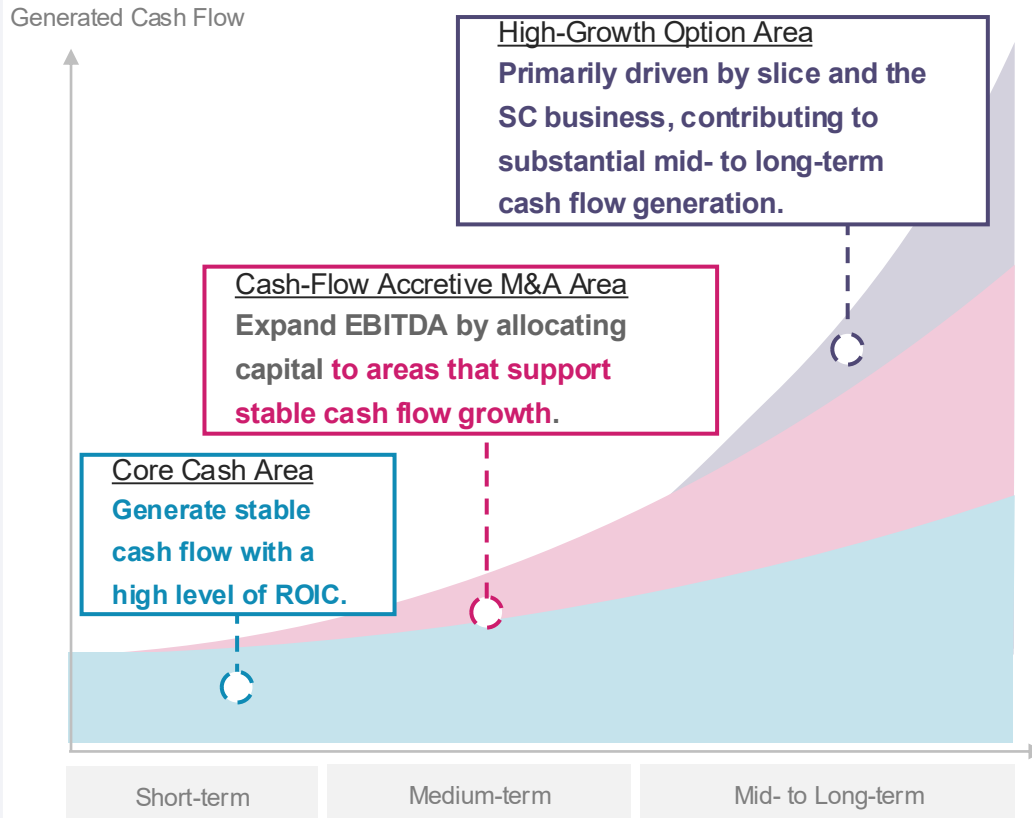 Generated Cash Flow
High-Growth Option Area
Primarily driven by slice and the
SC business, contributing to
substantial mid- to long-term
cash flow generation.
Cash-Flow Accretive M&A Area
Expand EBITDA by allocating
capital to areas that support
stable cash flow growth.
Core Cash Area
Generate stable
cash flow with a
high level of ROIC.
Short-term
Medium-term
Mid- to Long-term